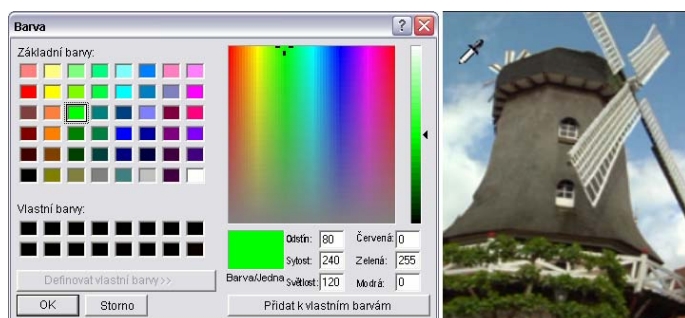 Barva
Základní barvy:
Vlastní barvy:
Definovat vlastní barvy >>
OK
Storno
Barva/Jedna
Odstín: 80
Sytost: 240
Světlost: 120
Červená: 0
Zelená: 255
Modrá: 0
Přidat k vlastním barvám